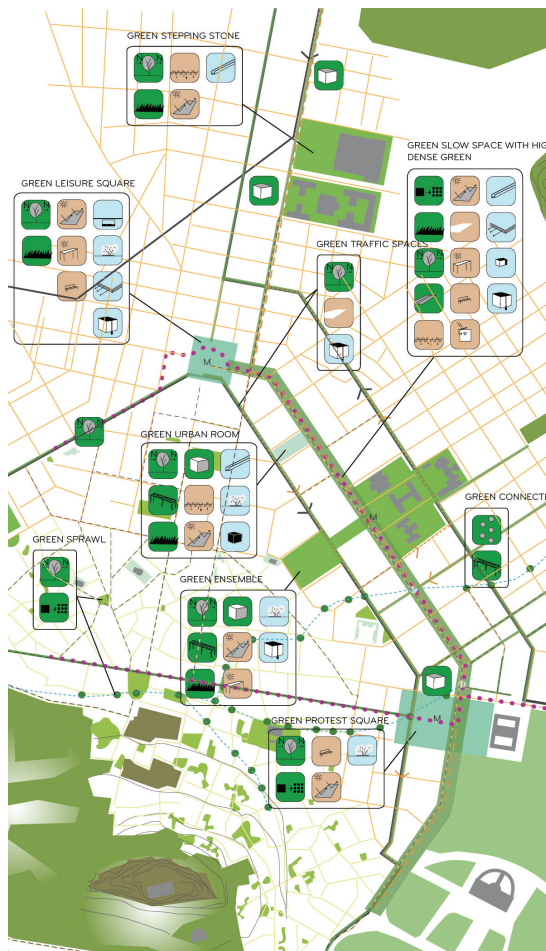 GREEN STEPPING STONE
N N
GREEN SLOW SPACE WITH HIG
DENSE GREEN
GREEN LEISURE SQUARE
N N
N N
GREEN TRAFFIC SPACES
N N
M
N N
GREEN URBAN ROOM
N N
M
GREEN CONNECTI
GREEN SPRAWL
N N
GREEN ENSEMBLE
N N
GREEN PROTEST SQUARE
M
N N